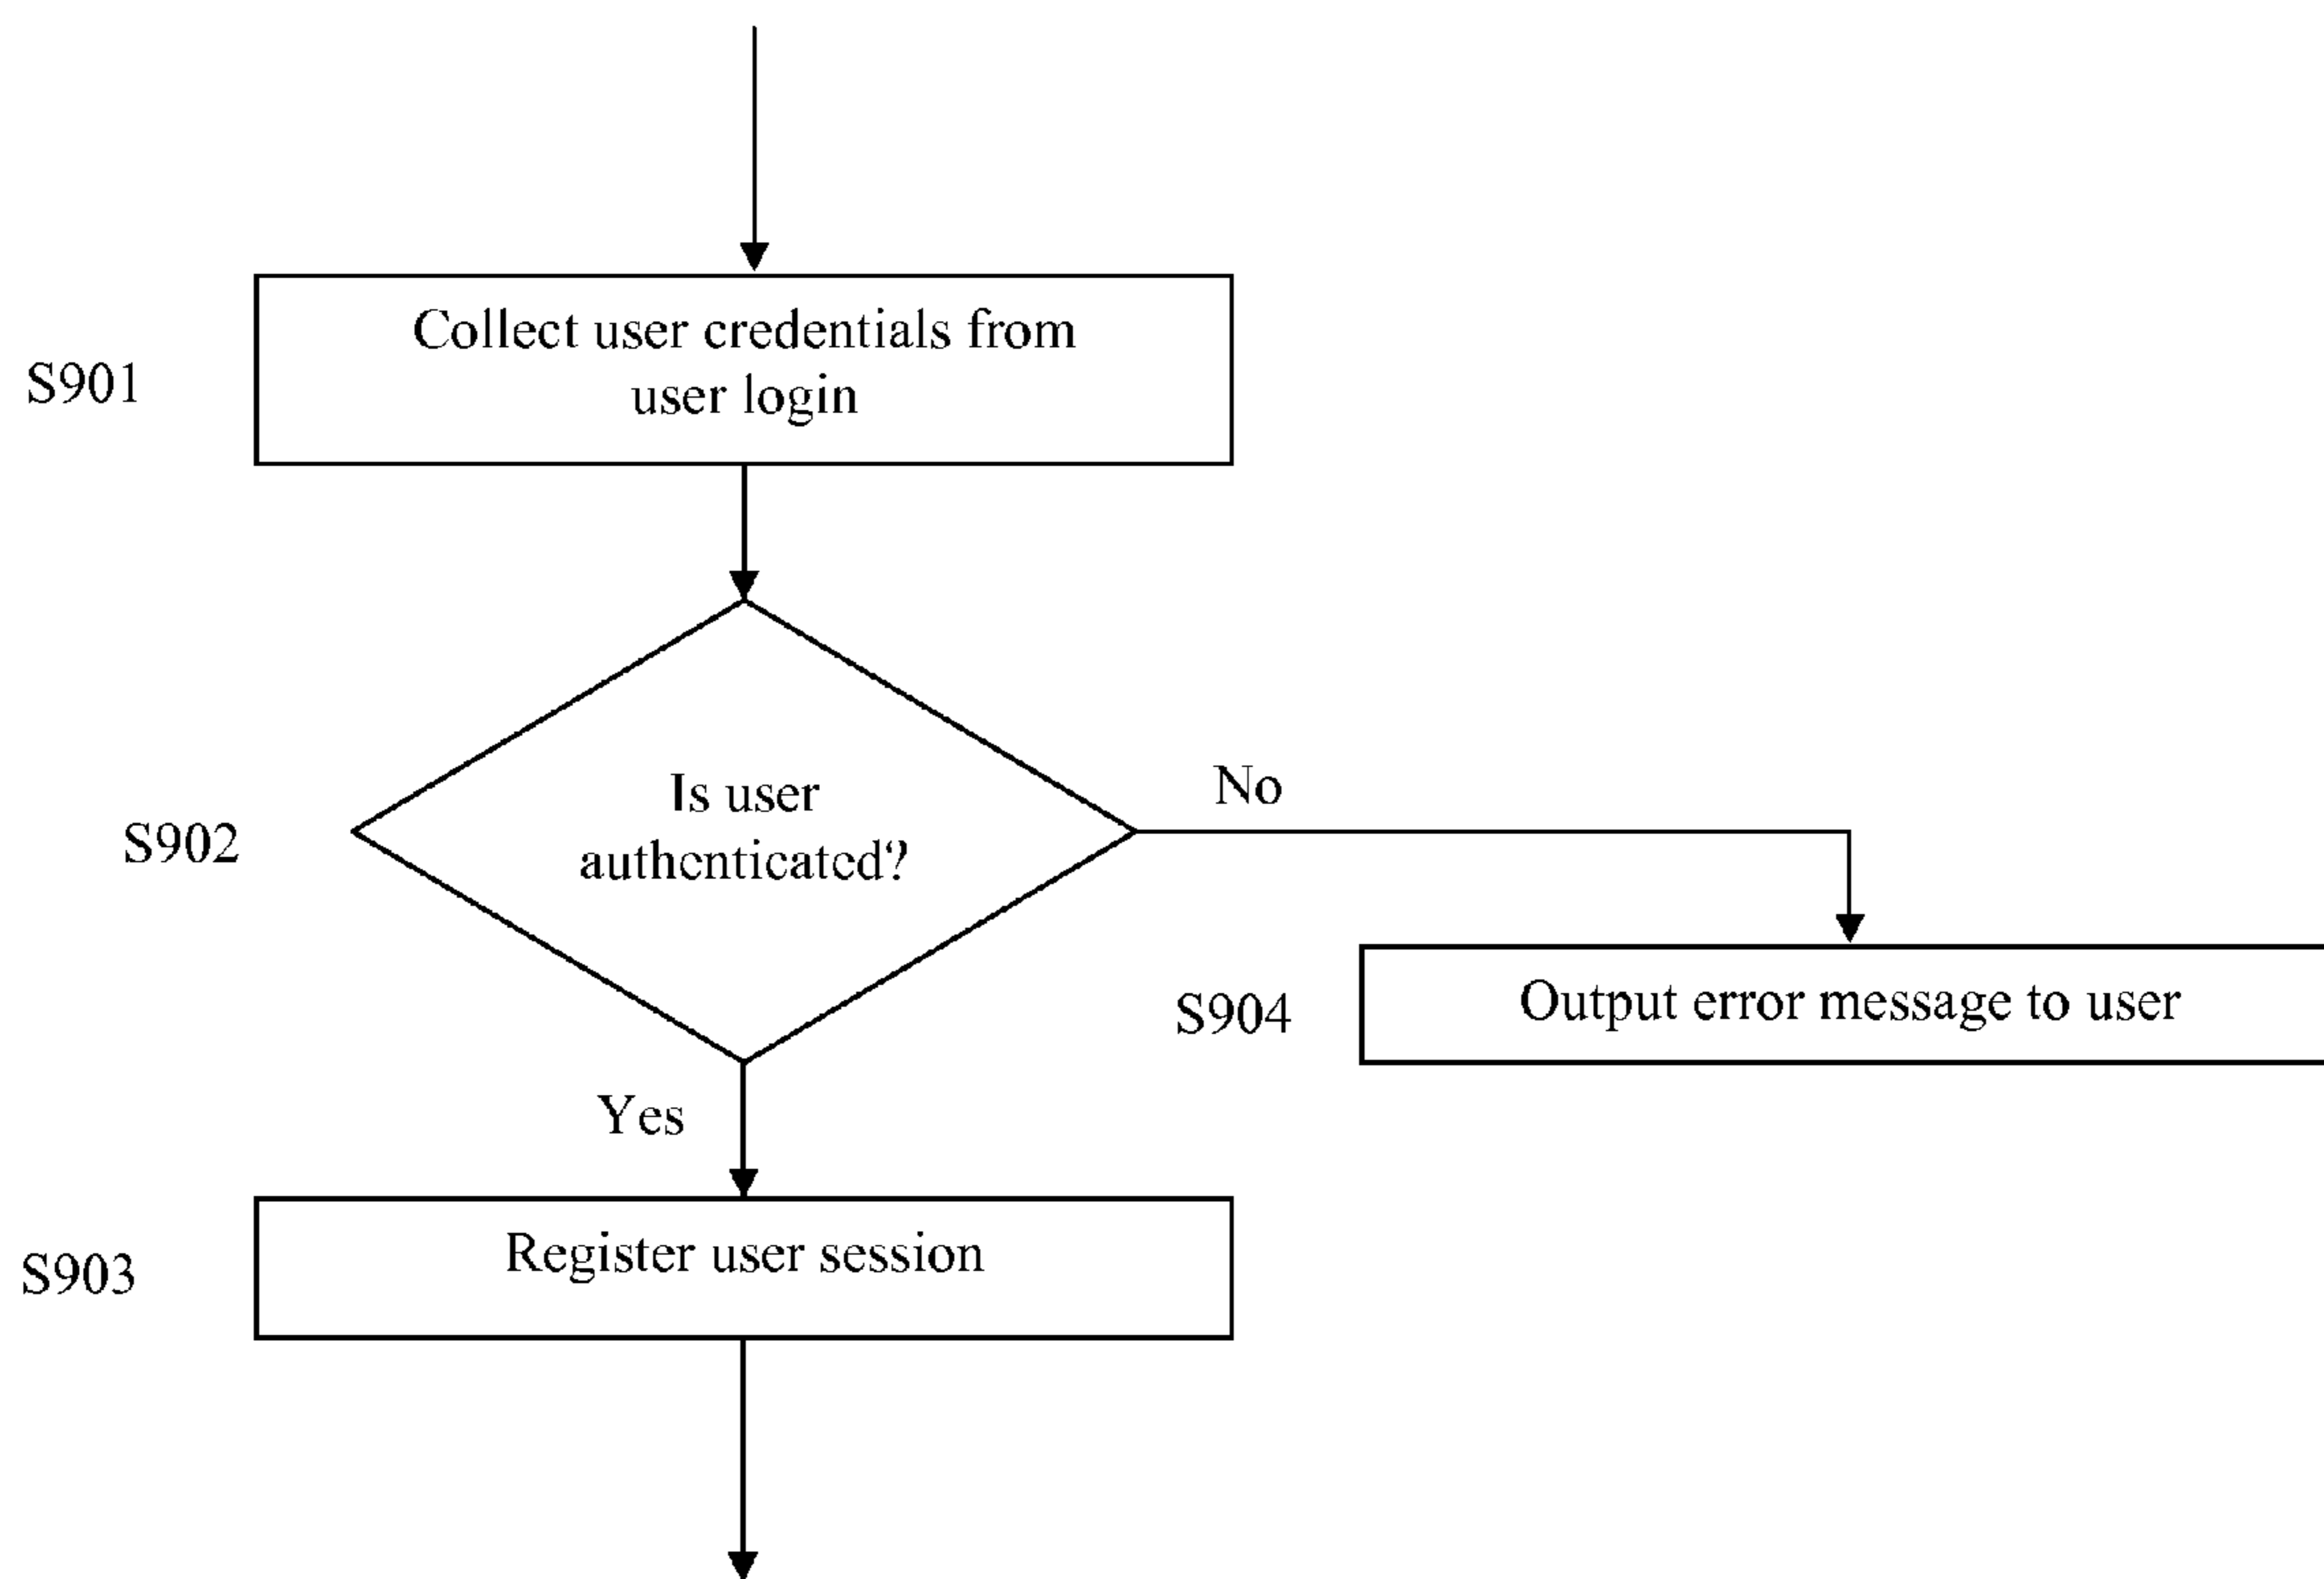 Collect user credentials from
user login
S901
Is user
authenticated?
No
S902
Output error message to user
S904
Yes
Register user session
S903